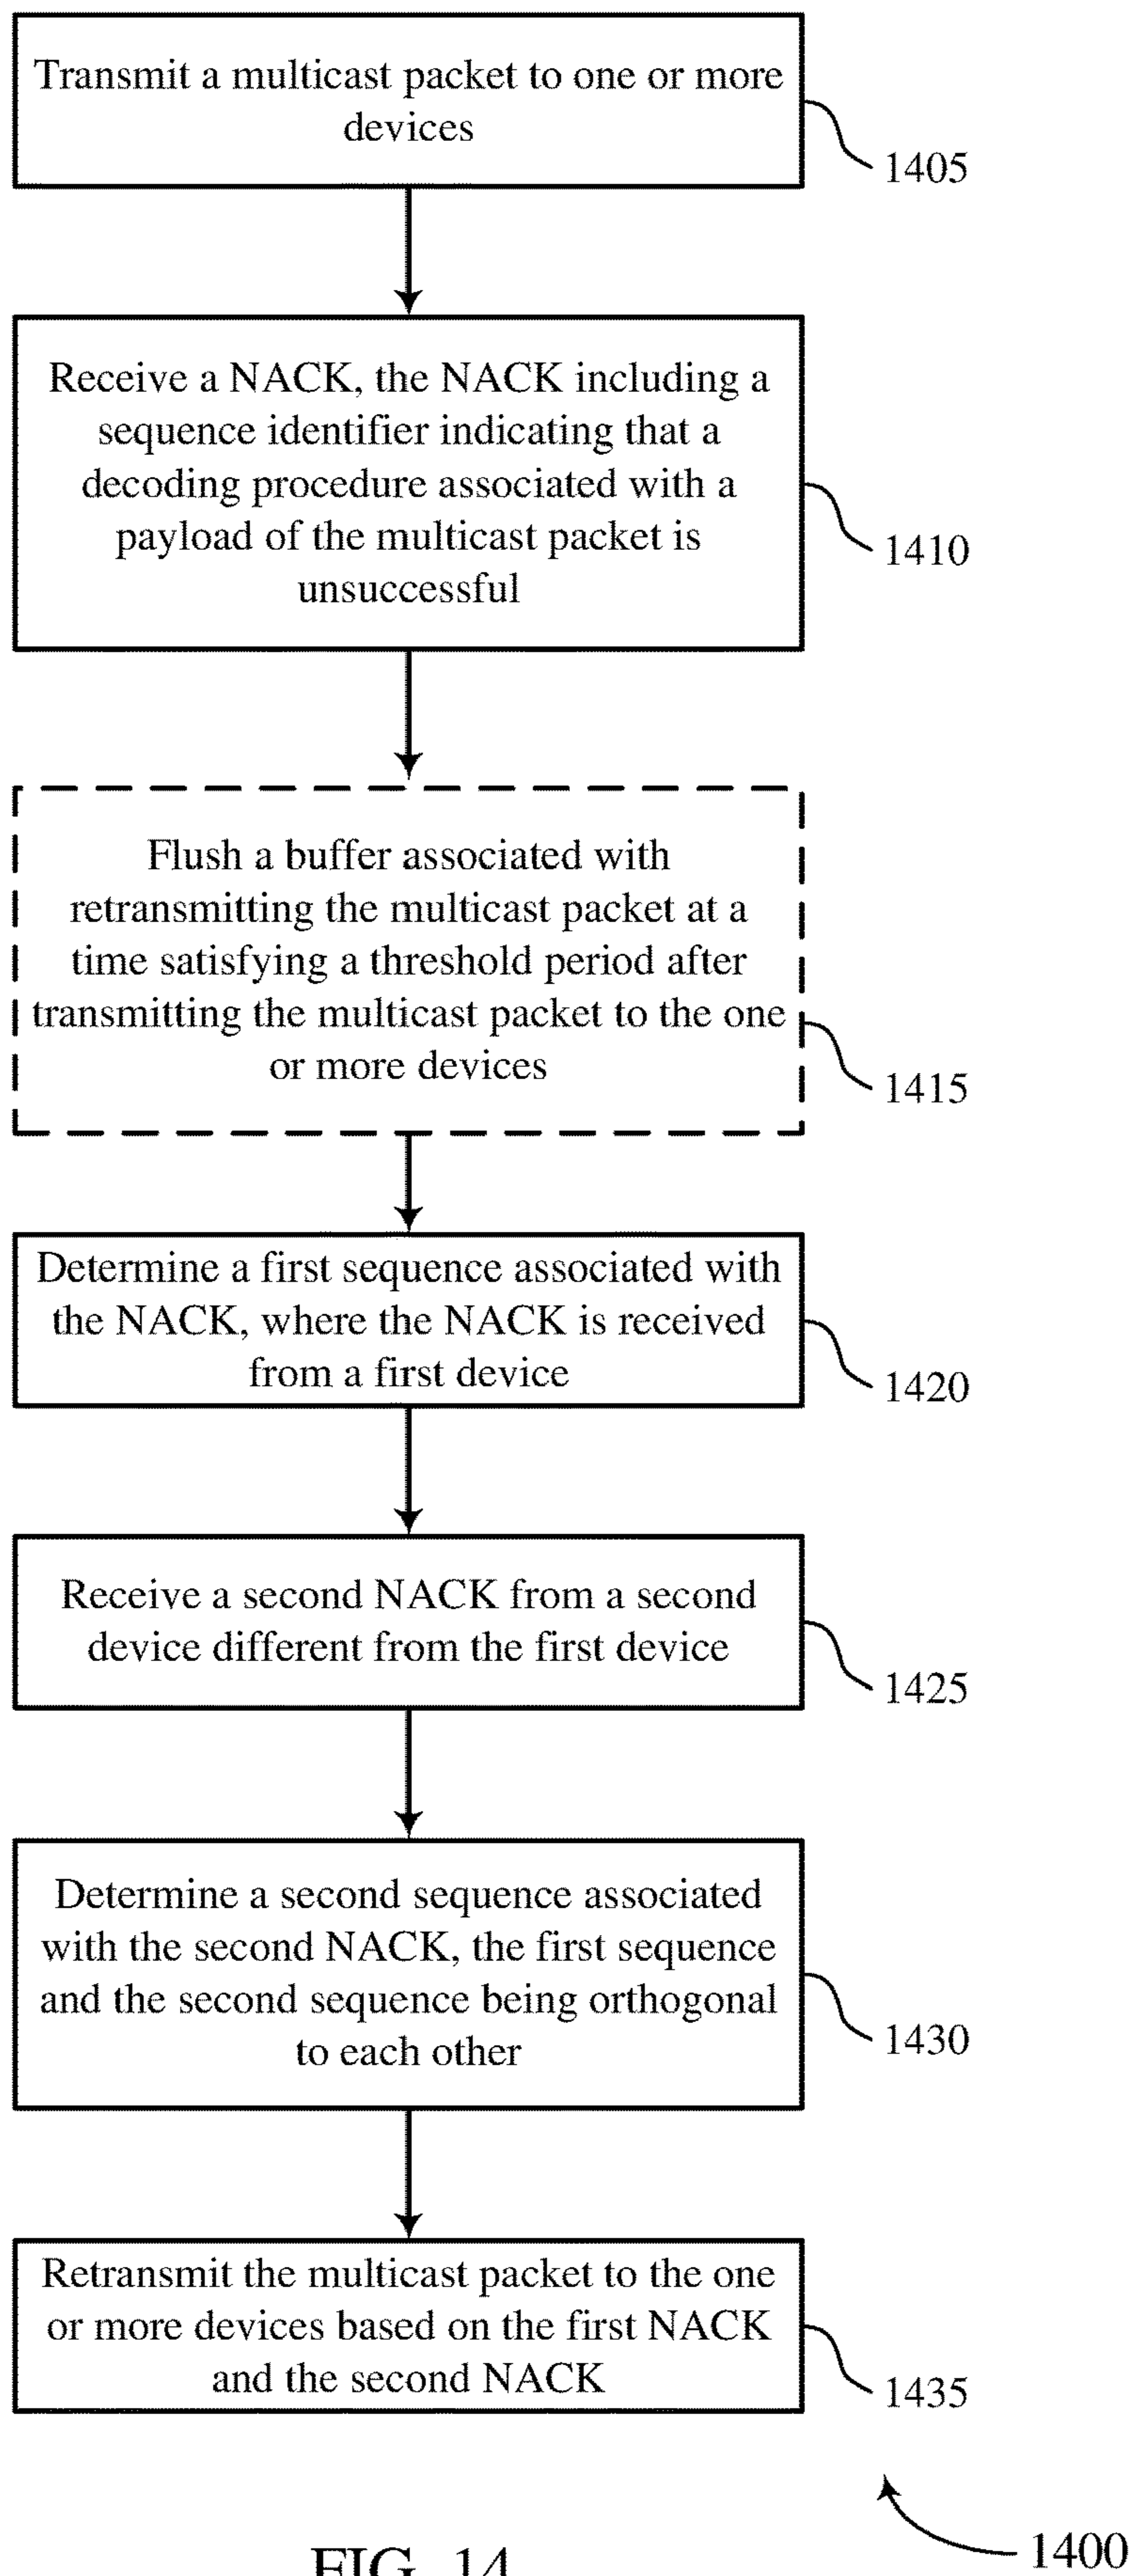 Transmit a multicast packet to one or more
devices
1405
Receive a NACK, the NACK including a
sequence identifier indicating that a
decoding procedure associated with a
payload of the multicast packet is
unsuccessful
1410
Flush a buffer associated with
retransmitting the multicast packet at a
time satisfying a threshold period after
transmitting the multicast packet to the one
or more devices
1415
Determine a first sequence associated with
the NACK, where the NACK is received
from a first device
1420
Receive a second NACK from a second
device different from the first device
1425
Determine a second sequence associated
with the second NACK, the first sequence
and the second sequence being orthogonal
to each other
1430
Retransmit the multicast packet to the one
or more devices based on the first NACK
and the second NACK
1435
1400
FIG. 14